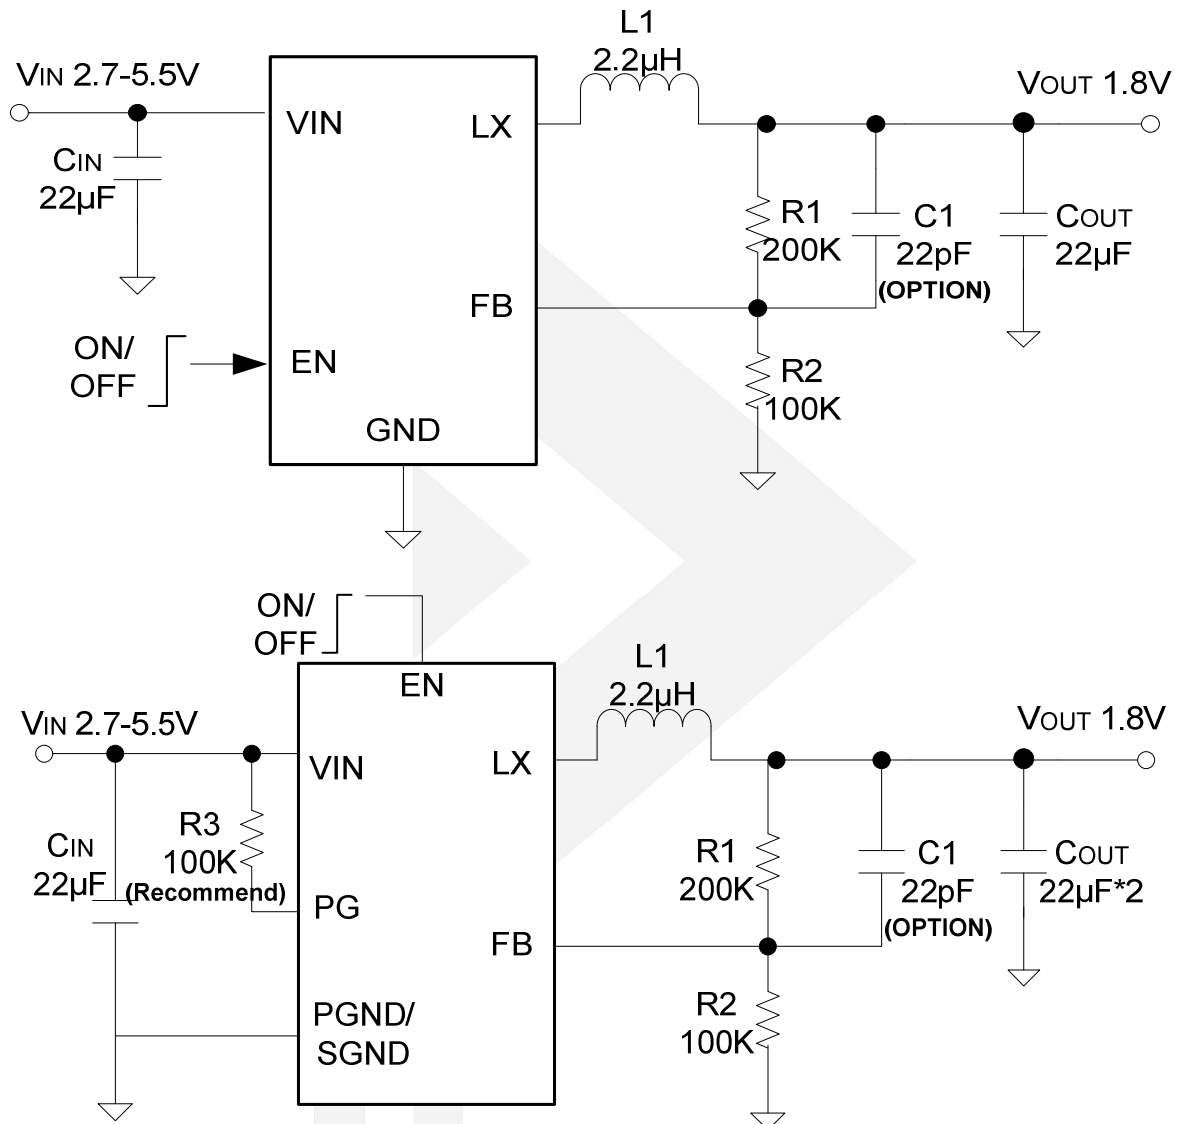 L1
2.2µH
VIN 2.7-5.5V
VOUT 1.8V
VIN
LX
CIN
22µF
R1
200K
C1
22pF
(OPTION)
COUT
22µF
FB
ON/
OFF
EN
R2
100K
GND
ON/
OFF
EN
L1
2.2µH
VIN 2.7-5.5V
VOUT 1.8V
VIN
LX
R3
100K
(Recommend)
CIN
22µF
R1
200K
C1
22pF
(OPTION)
COUT
22µF*2
PG
FB
R2
100K
PGND/
SGND